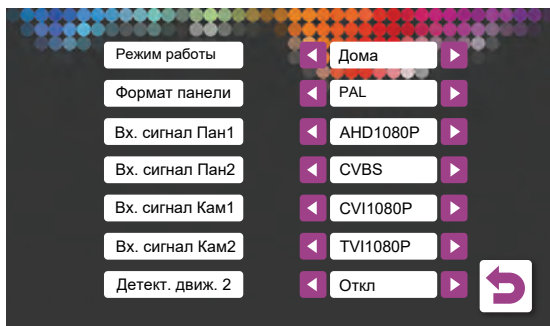 Режим работы Дома
Формат панели PAL
Вх. сигнал Пан1 AHD1080P
Вх. сигнал Пан2 CVBS
Вх. сигнал Кам1 CVI1080P
Вх. сигнал Кам2 TVI1080P
Детект. движ. 2 Откл